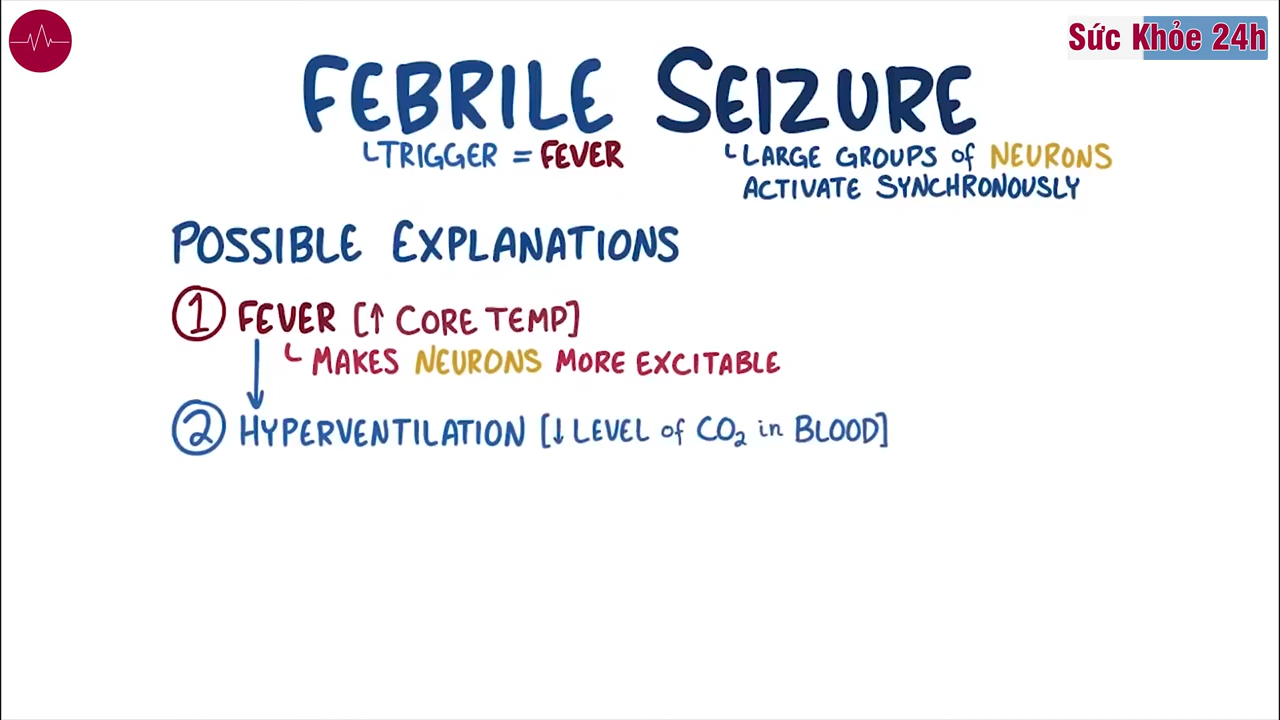 Sức Khỏe 24h
FEBRILE SEIZURE
TRIGGER = FEVER
LARGE GROUPS of NEURONS
ACTIVATE SYNCHRONOUSLY
POSSIBLE EXPLANATIONS
1 FEVER [↑ CORE TEMP]
MAKES NEURONS MORE EXCITABLE
2 HYPERVENTILATION [↓ LEVEL of CO₂ in BLOOD]